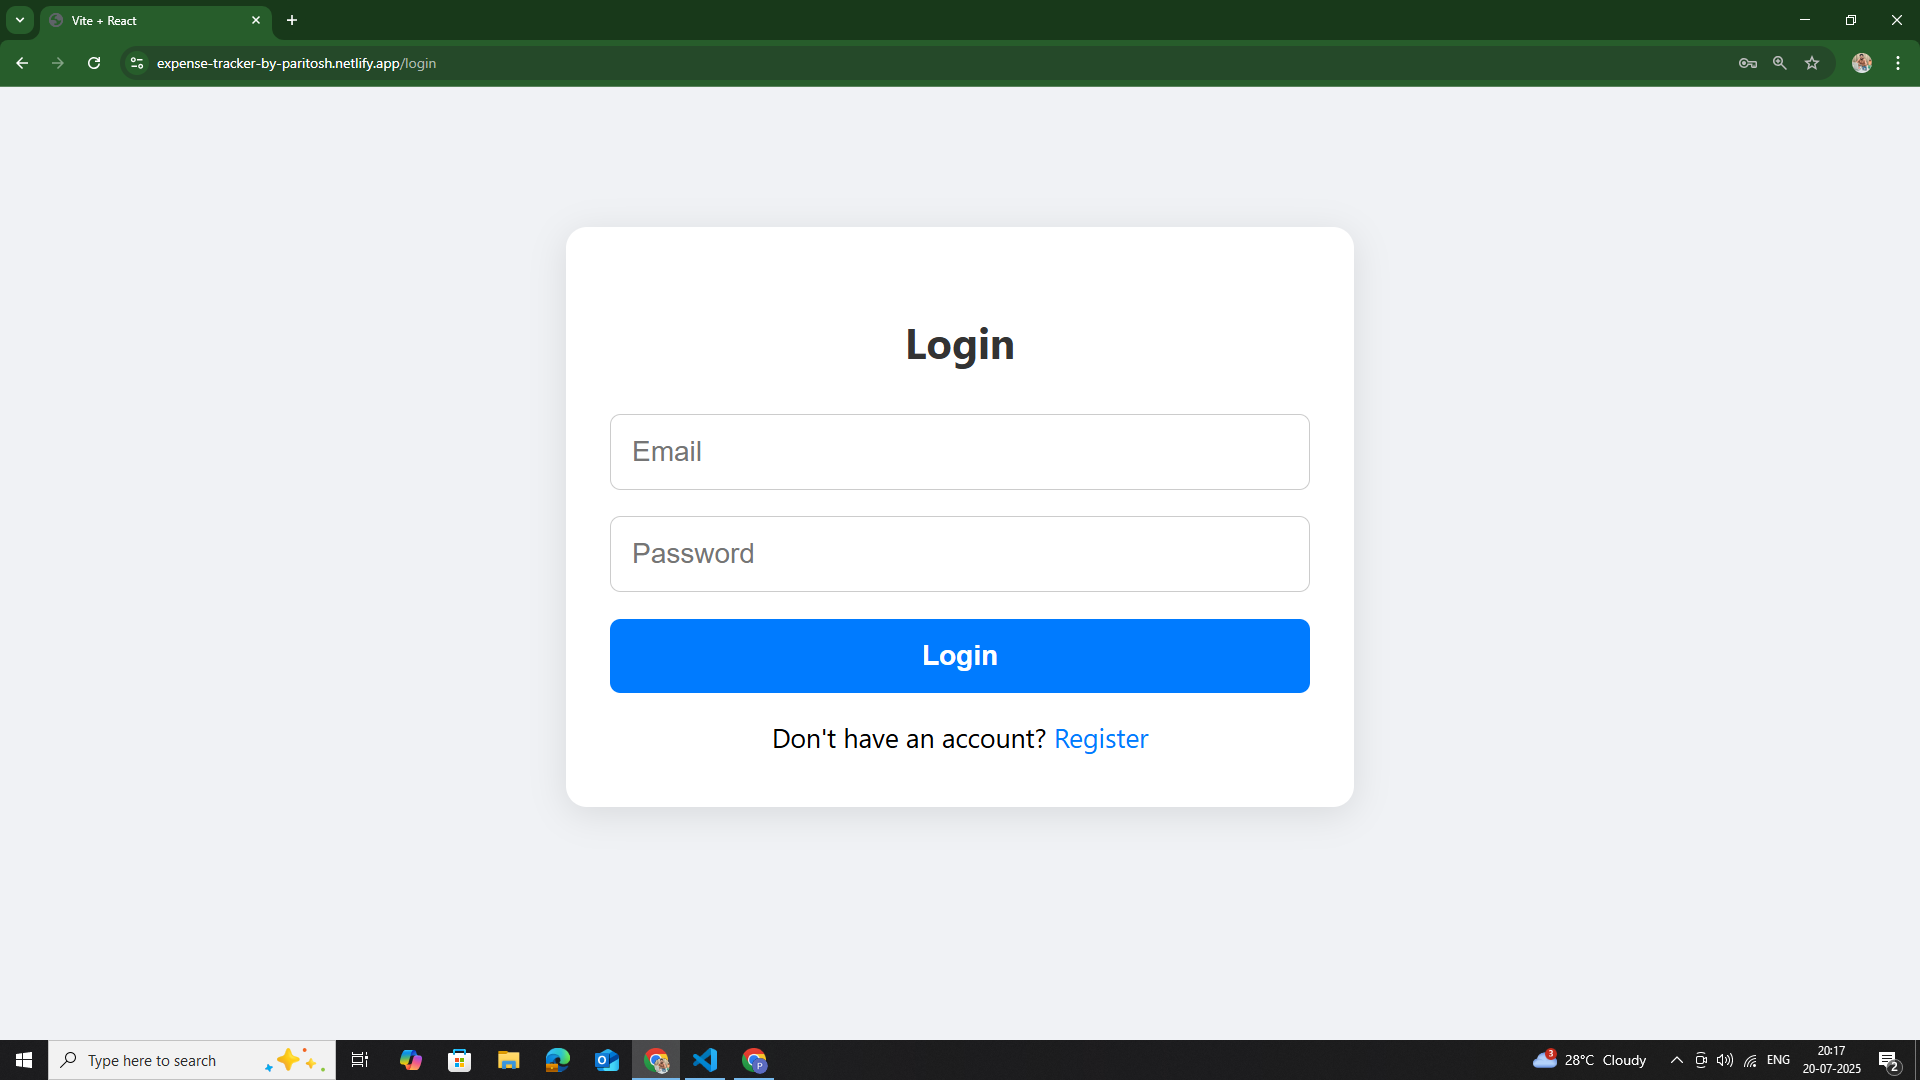 Vite + React
expense-tracker-by-paritosh.netlify.app/login
Login
Email
Password
Login
Don't have an account? Register
Type here to search
3
28°C Cloudy
ENG
20:17
20-07-2025
2
P